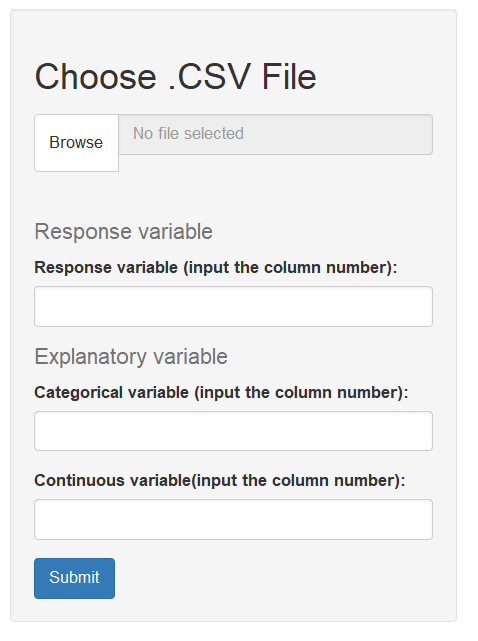 Choose .CSV File
Browse No file selected
Response variable
Response variable (input the column number):
Explanatory variable
Categorical variable (input the column number):
Continuous variable(input the column number):
Submit